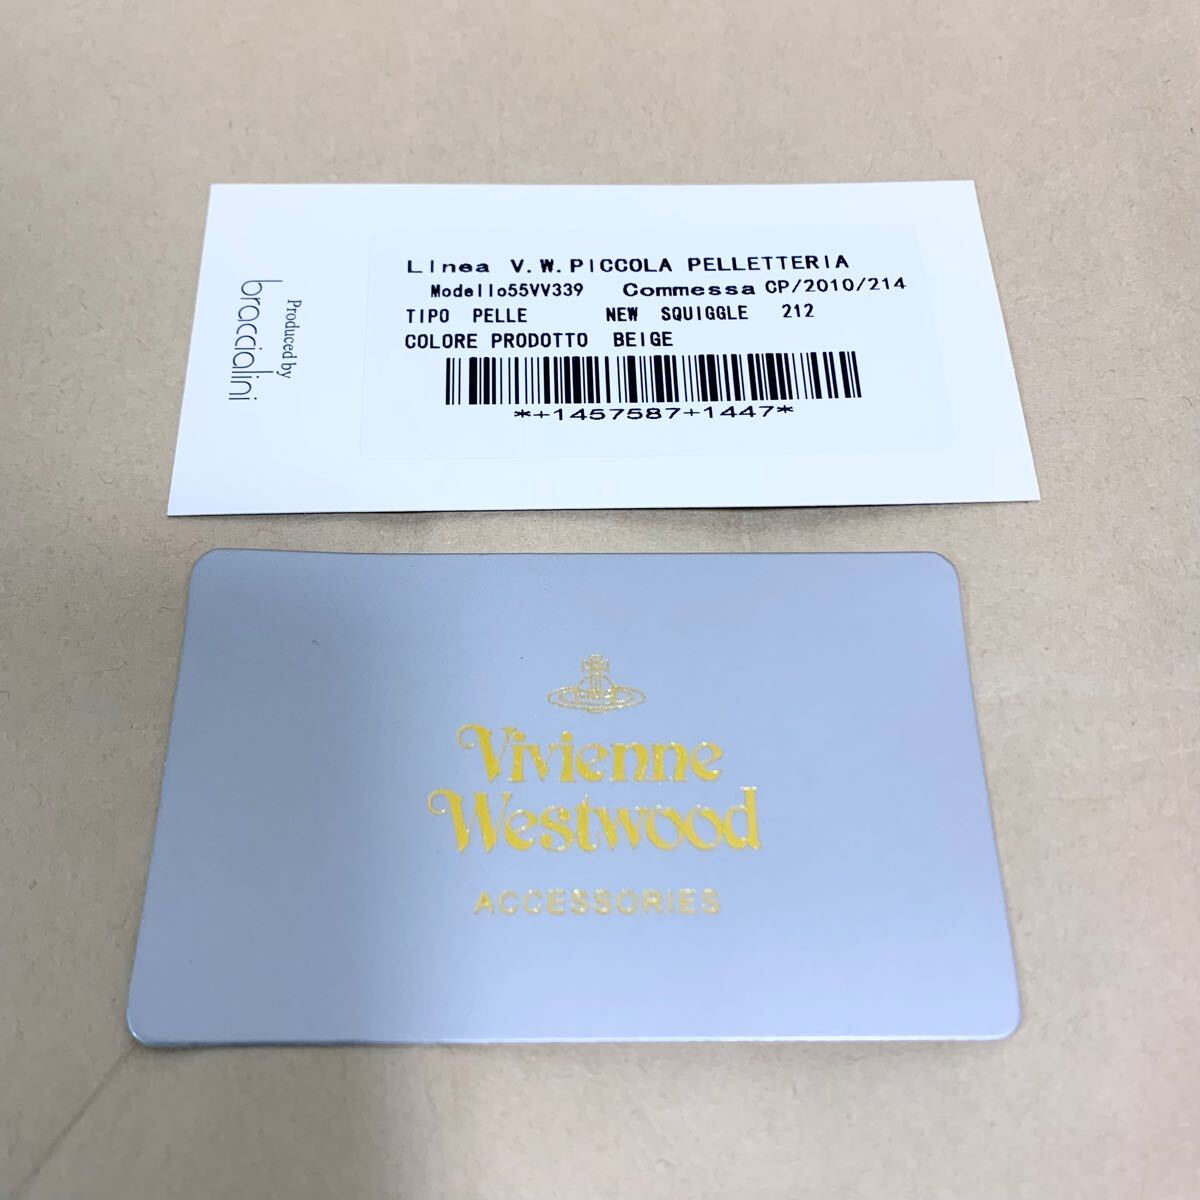 Produced by
braccialini
Linea V.W.PICCOLA PELLETTERIA
Modello55VV339 Commessa CP/2010/214
TIPO PELLE NEW SQUIGGLE 212
COLORE PRODOTTO BEIGE
*+1457587+1447*
Vivienne
Westwood
ACCESSORIES